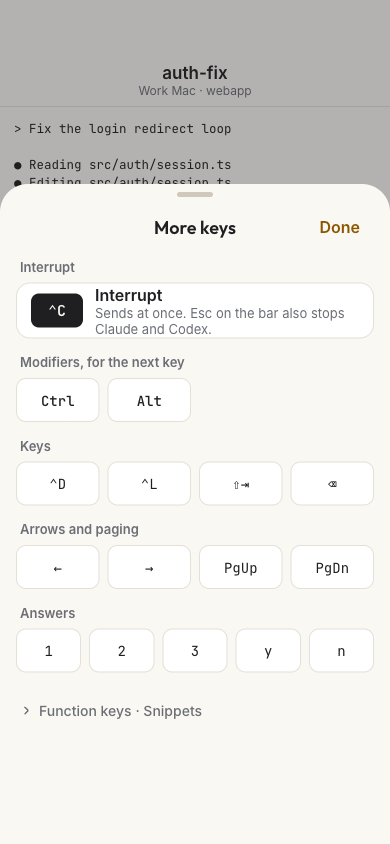 auth-fix
Work Mac · webapp
> Fix the login redirect loop
● Reading src/auth/session.ts
● Editing src/auth/session.ts
More keys
Done
Interrupt
⌃C
Interrupt
Sends at once. Esc on the bar also stops
Claude and Codex.
Modifiers, for the next key
Ctrl
Alt
Keys
⌃D
⌃L
⇧⇥
⌫
Arrows and paging
←
→
PgUp
PgDn
Answers
1
2
3
y
n
Function keys · Snippets